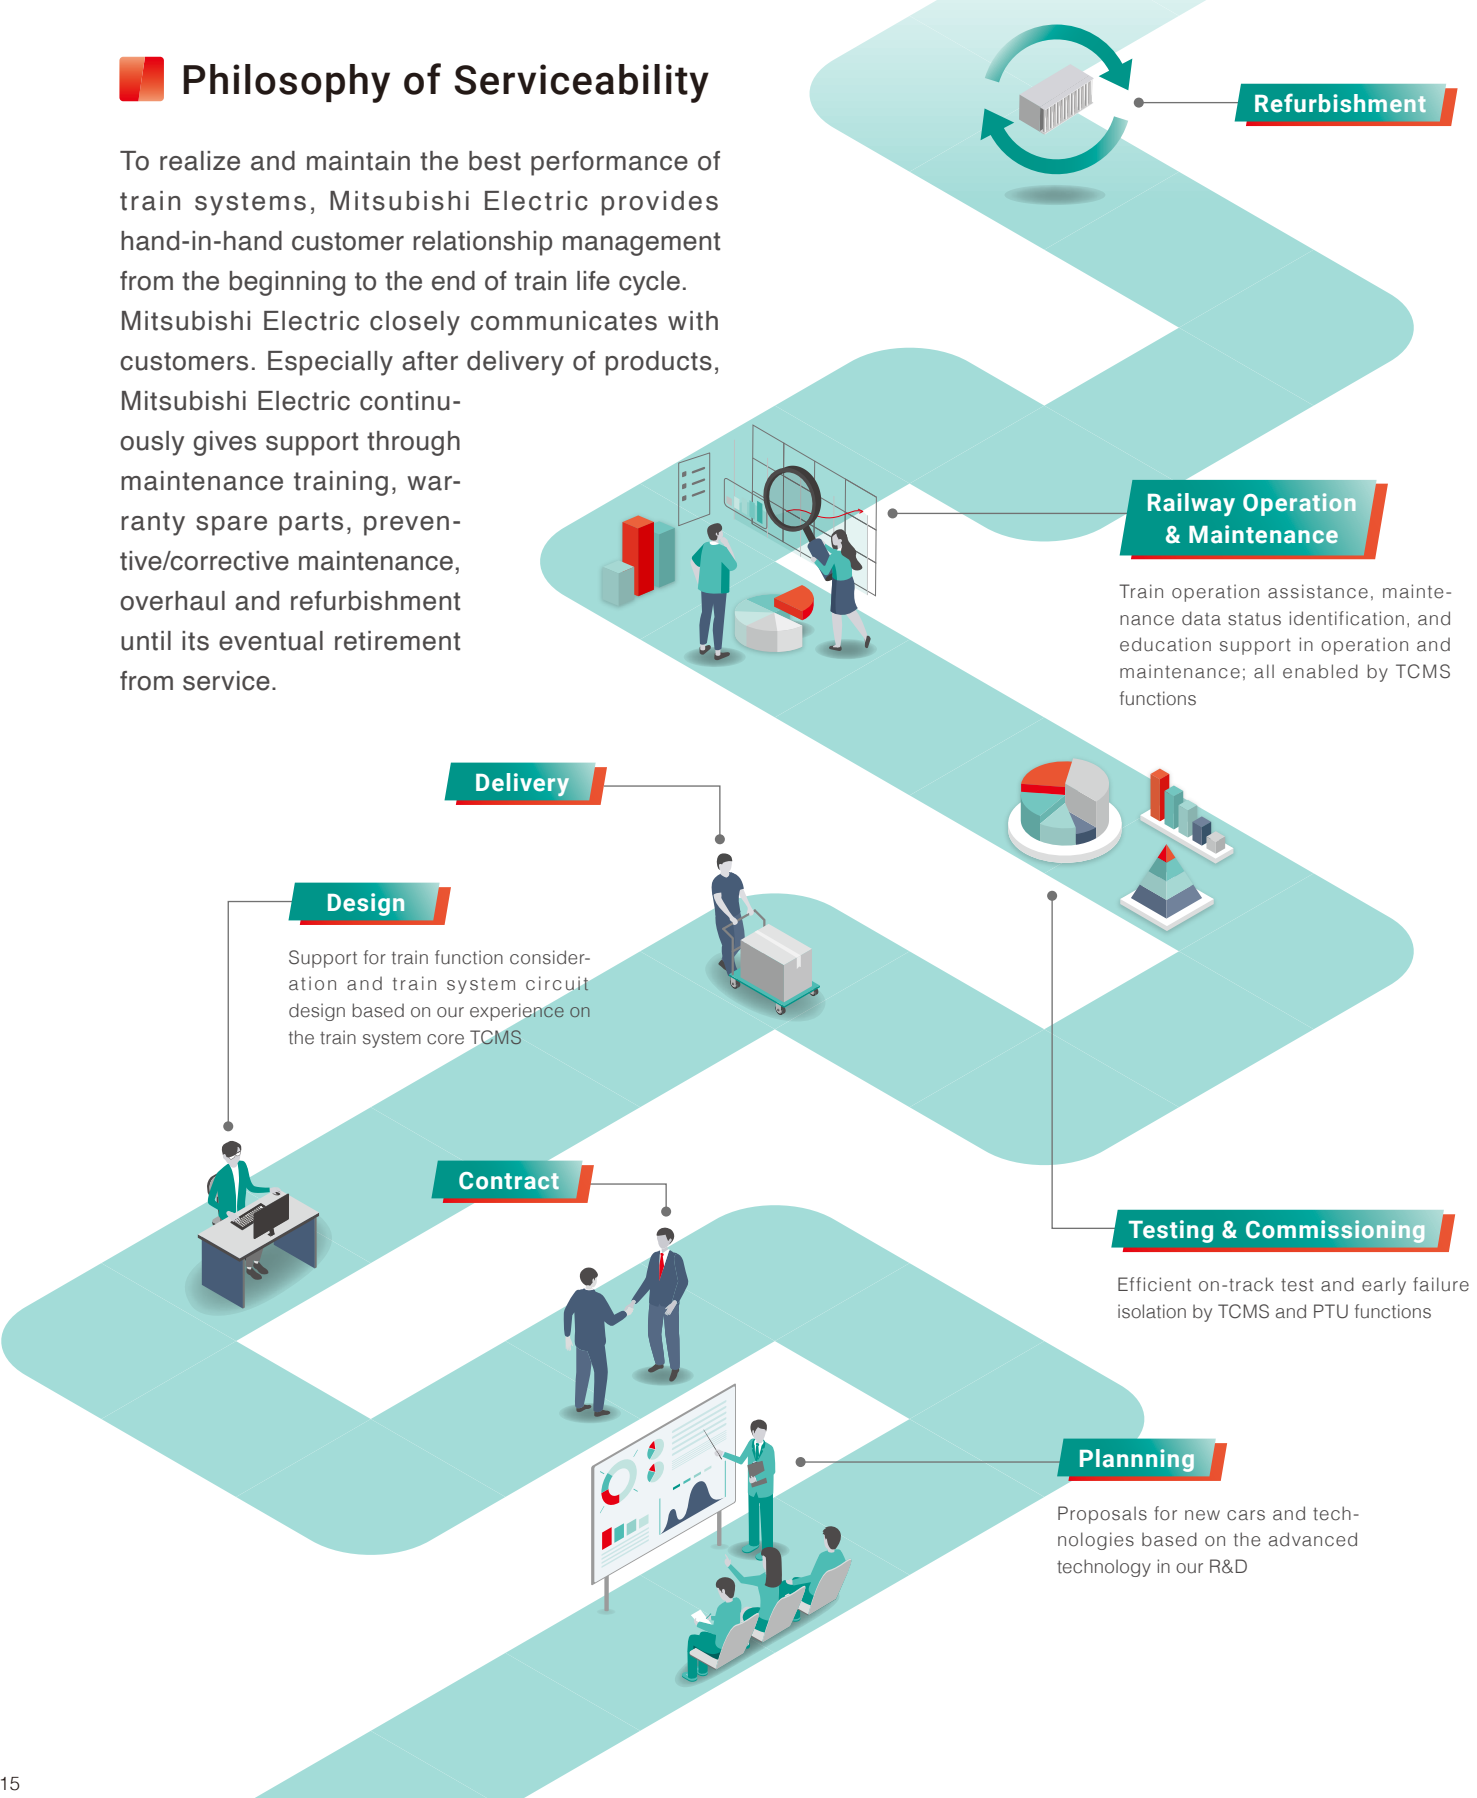 Philosophy of Serviceability
To realize and maintain the best performance of
train systems, Mitsubishi Electric provides
hand-in-hand customer relationship management
from the beginning to the end of train life cycle.
Mitsubishi Electric closely communicates with
customers. Especially after delivery of products,
Mitsubishi Electric continu-
ously gives support through
maintenance training, war-
ranty spare parts, preven-
tive/corrective maintenance,
overhaul and refurbishment
until its eventual retirement
from service.
Refurbishment
Railway Operation
& Maintenance
Train operation assistance, mainte-
nance data status identification, and
education support in operation and
maintenance; all enabled by TCMS
functions
Delivery
Design
Support for train function consider-
ation and train system circuit
design based on our experience on
the train system core TCMS
Contract
Testing & Commissioning
Efficient on-track test and early failure
isolation by TCMS and PTU functions
Plannning
Proposals for new cars and tech-
nologies based on the advanced
technology in our R&D
15